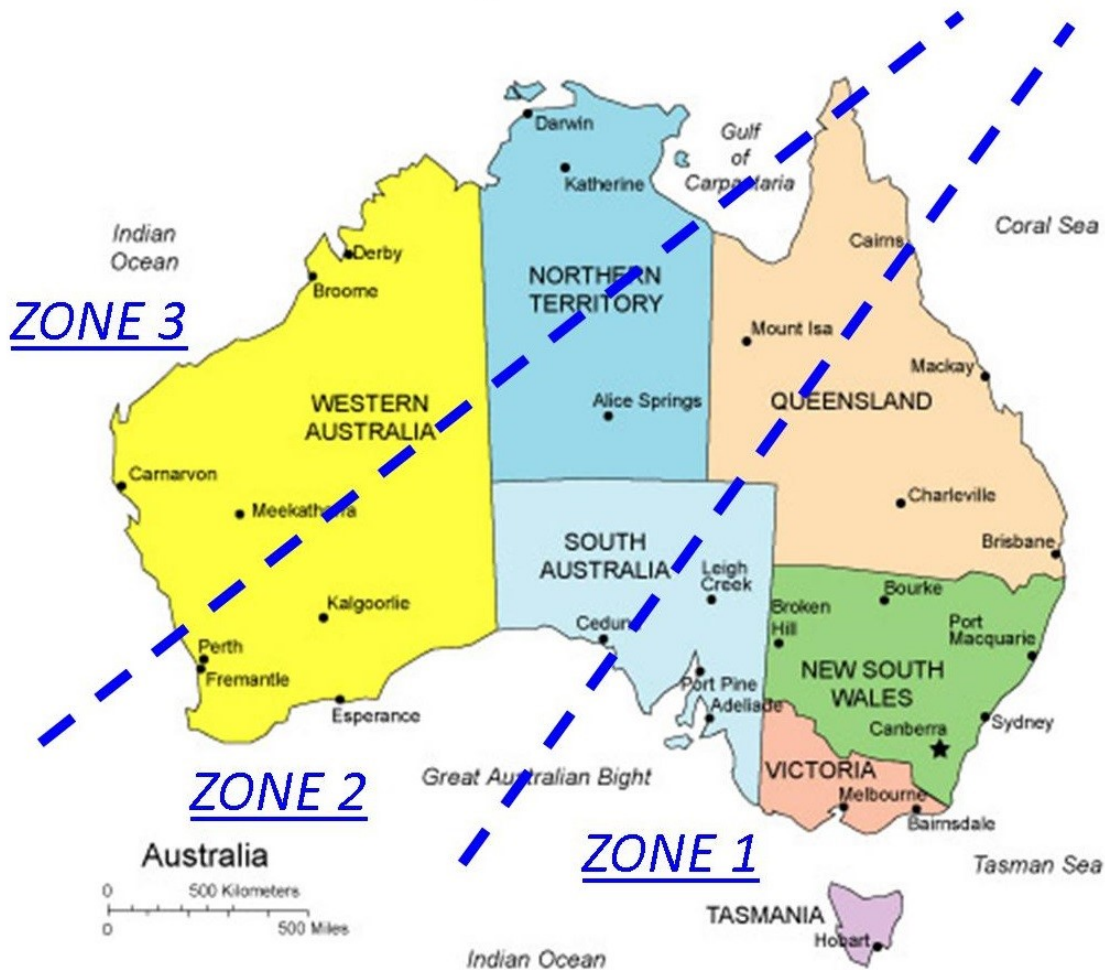 Darwin
Katherine
Gulf
of
Carpentaria
Indian
Ocean
Coral Sea
Derby
Broome
Cairns
NORTHERN
TERRITORY
ZONE 3
Mount Isa
Mackay
WESTERN
AUSTRALIA
Alice Springs
QUEENSLAND
Carnarvon
Meekatharra
Charleville
SOUTH
AUSTRALIA
Leigh
Creek
Brisbane
Kalgoorlie
Ceduna
Broken
Hill
Bourke
Port
Macquarie
Perth
Fremantle
Port Pine
NEW SOUTH
WALES
Esperance
Adeliade
Canberra
Sydney
Great Australian Bight
VICTORIA
ZONE 2
Melbourne
Bairnsdale
ZONE 1
Tasman Sea
Australia
0 500 Kilometers
0 500 Miles
TASMANIA
Hobart
Indian Ocean